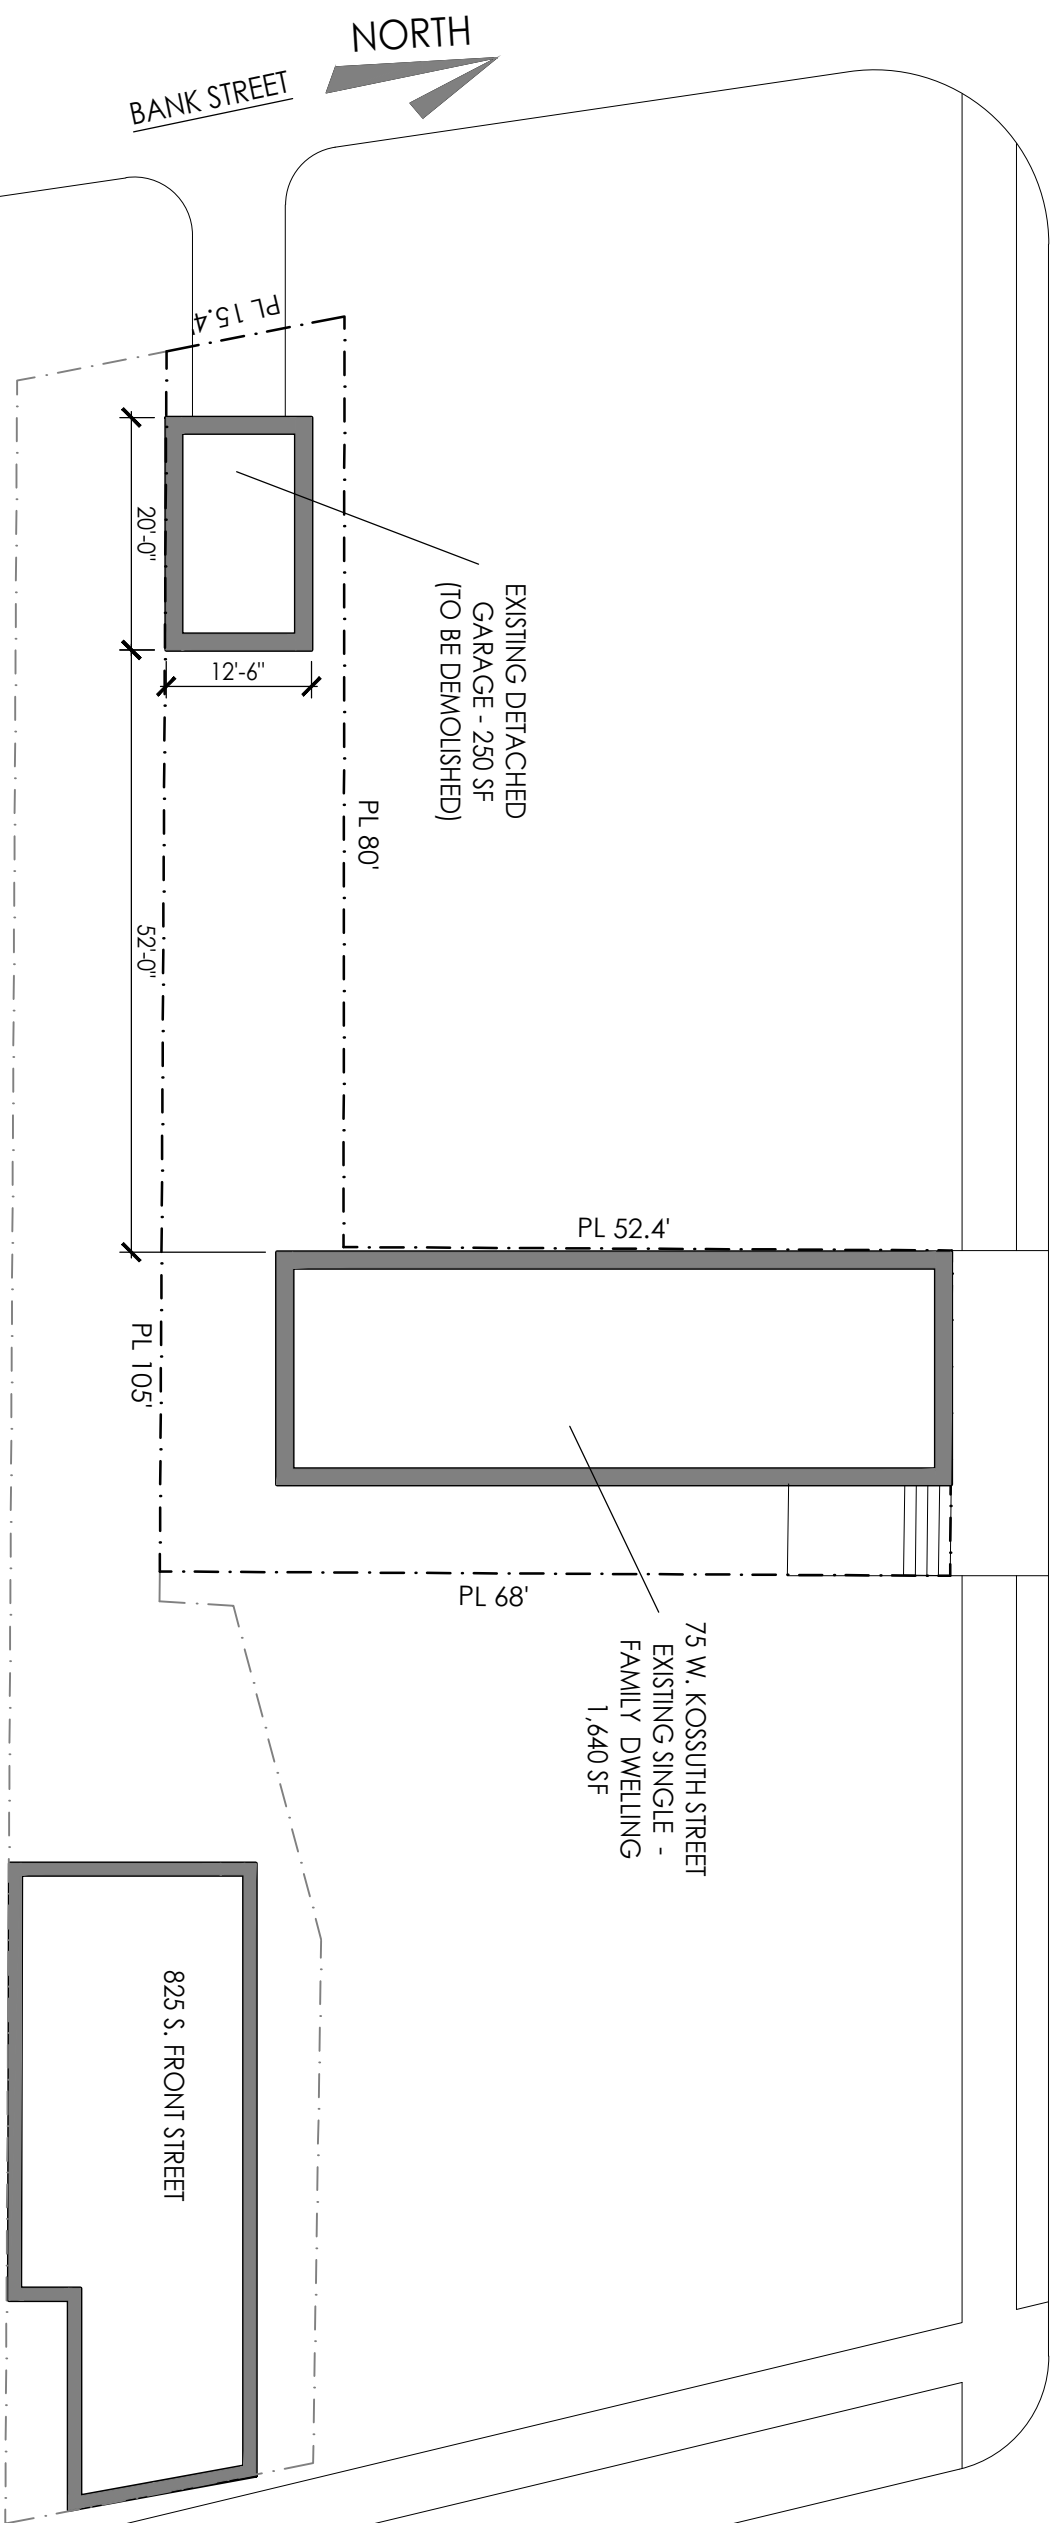 NORTH
BANK STREET
PL 15.4'
20'-0"
12'-6"
EXISTING DETACHED
GARAGE - 250 SF
(TO BE DEMOLISHED)
PL 80'
52'-0"
PL 52.4'
PL 105'
PL 68'
75 W. KOSSUTH STREET
EXISTING SINGLE -
FAMILY DWELLING
1,640 SF
825 S. FRONT STREET